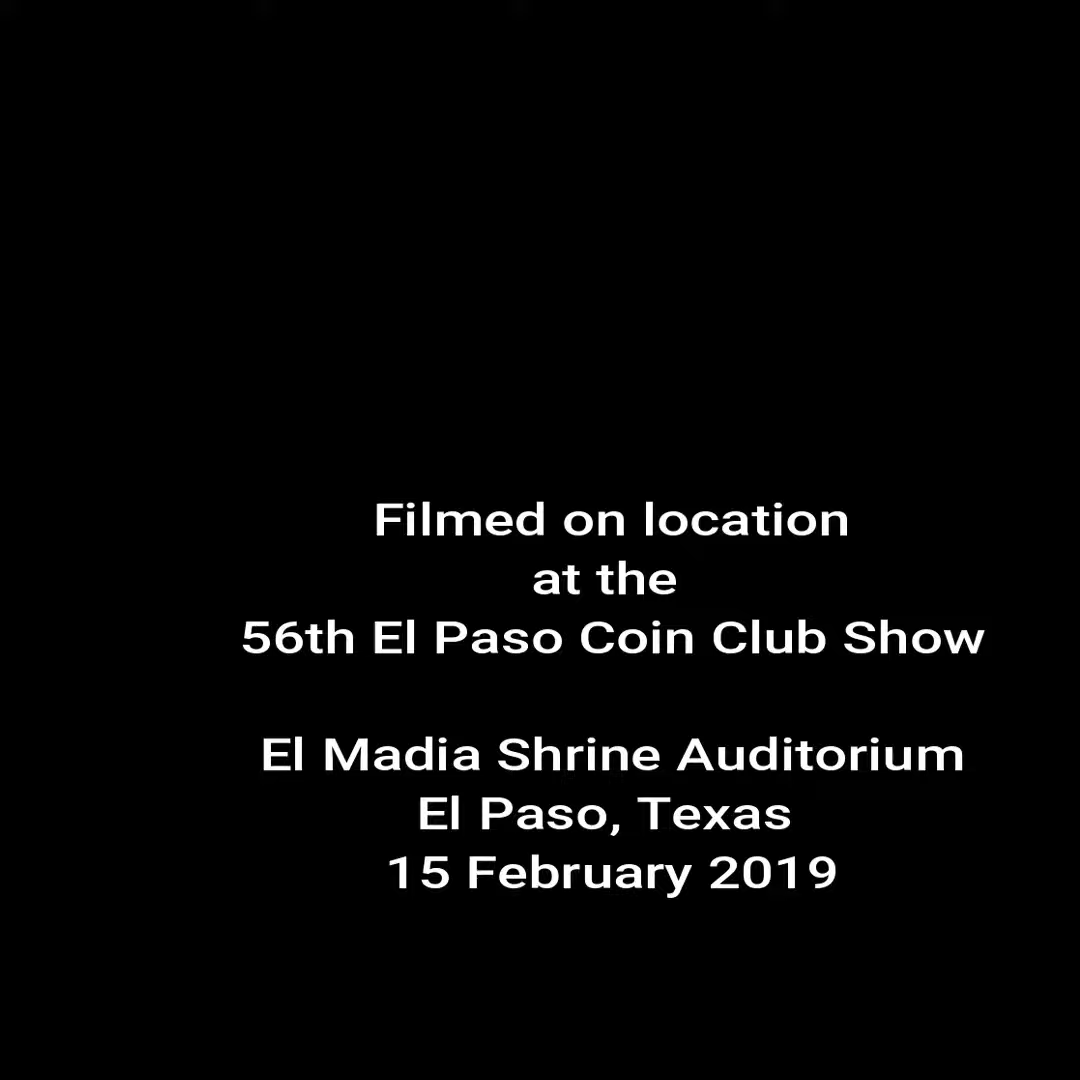 Filmed on location
at the
56th El Paso Coin Club Show
El Madia Shrine Auditorium
El Paso, Texas
15 February 2019